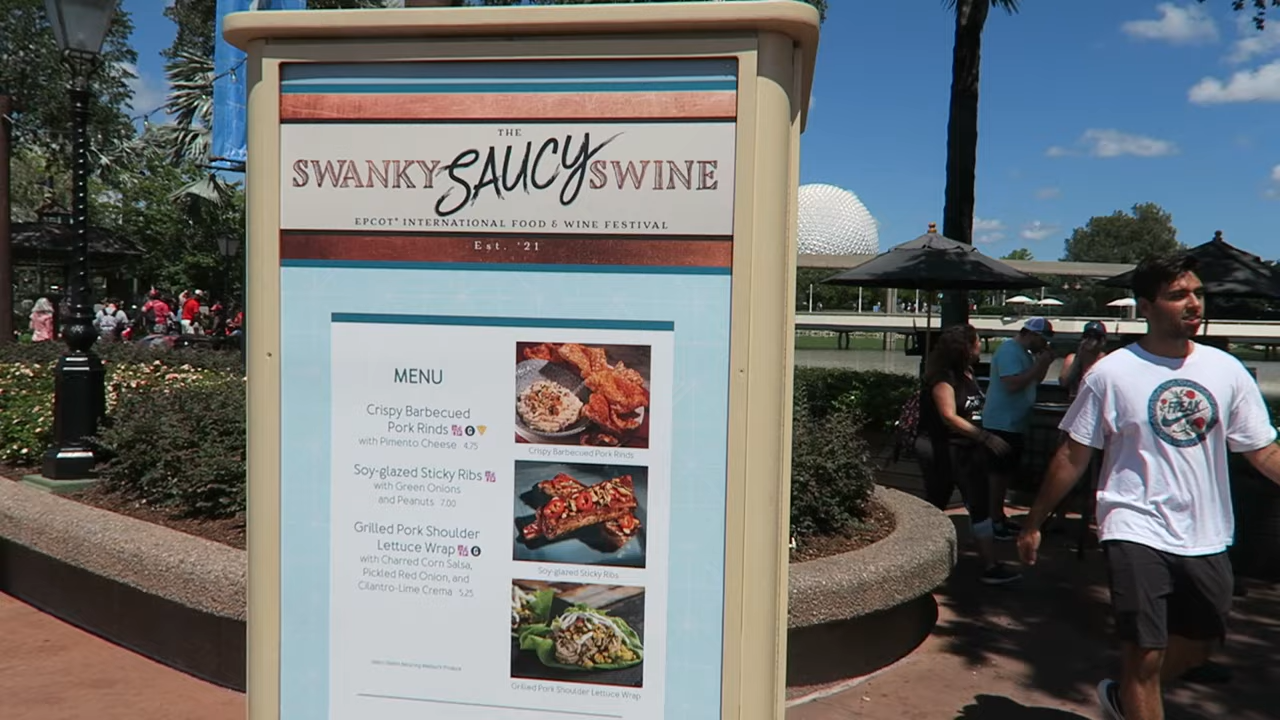 THE
SWANKY SAUCY SWINE
EPCOT® INTERNATIONAL FOOD & WINE FESTIVAL
Est. '21
MENU
Crispy Barbecued
Pork Rinds
with Pimento Cheese 4.75
Soy-glazed Sticky Ribs
with Green Onions
and Peanuts 7.00
Grilled Pork Shoulder
Lettuce Wrap
with Charred Corn Salsa,
Pickled Red Onion, and
Cilantro-Lime Crema 5.25
Crispy Barbecued Pork Rinds
Soy-glazed Sticky Ribs
Grilled Pork Shoulder Lettuce Wrap
FREAK